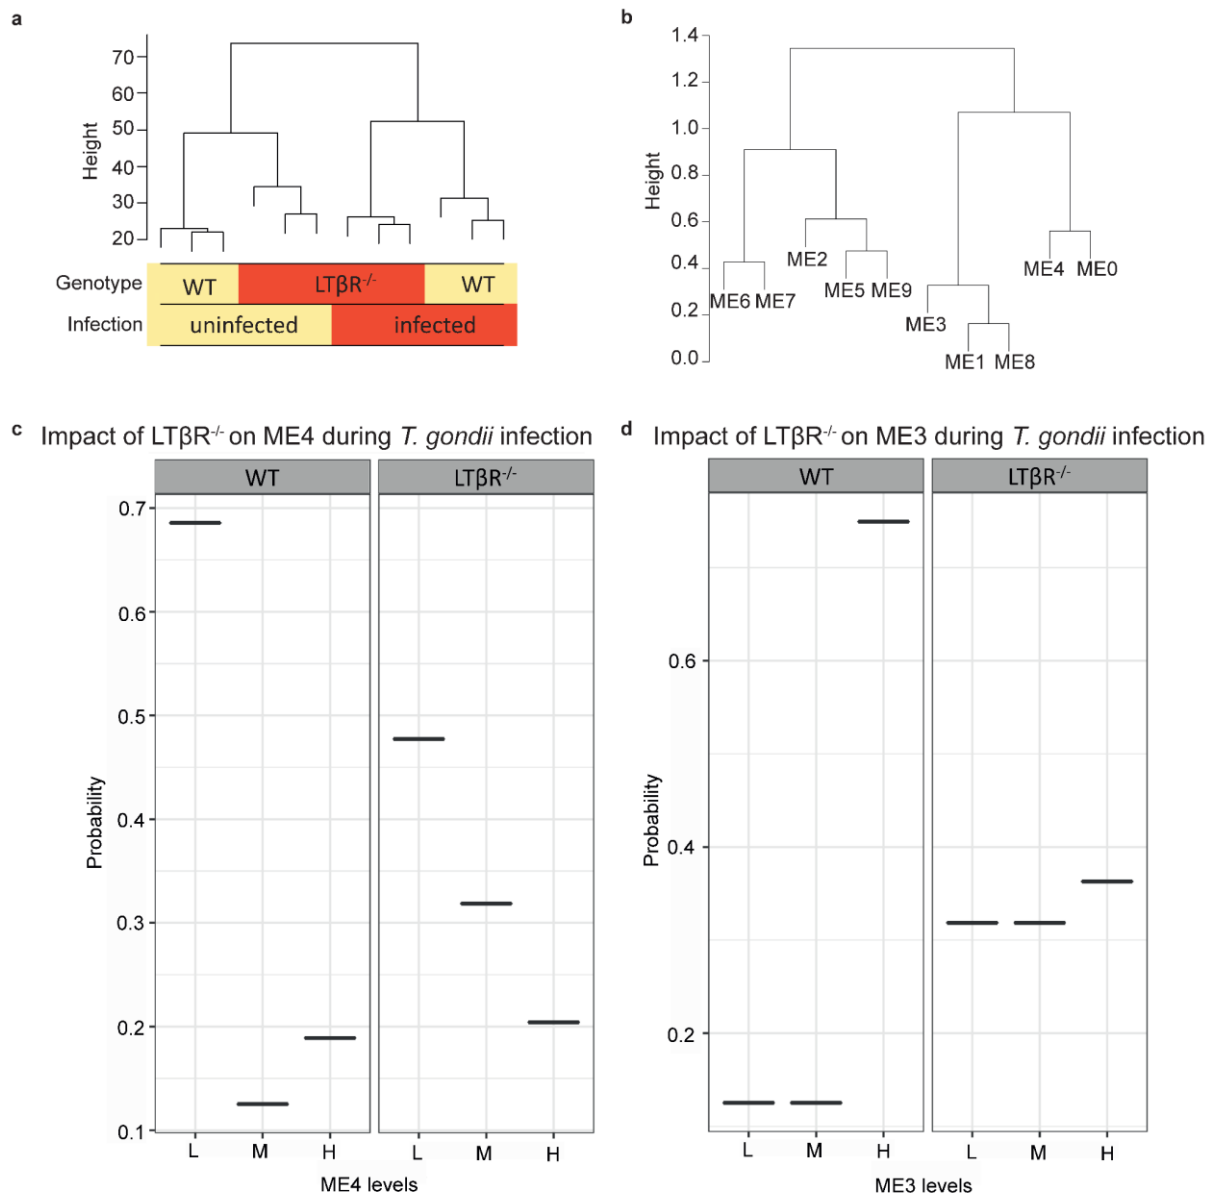 a
70
60
50
40
30
20
Height
Genotype
WT
LTβR-/-
WT
Infection
uninfected
infected
b
1.4
1.2
1.0
0.8
0.6
0.4
0.2
0.0
Height
ME6 ME7
ME2
ME5 ME9
ME3
ME1 ME8
ME4 ME0
c Impact of LTβR-/- on ME4 during T. gondii infection
WT
LTβR-/-
0.7
0.6
0.5
0.4
0.3
0.2
0.1
Probability
L M H L M H
ME4 levels
d Impact of LTβR-/- on ME3 during T. gondii infection
WT
LTβR-/-
0.6
0.4
0.2
Probability
L M H L M H
ME3 levels